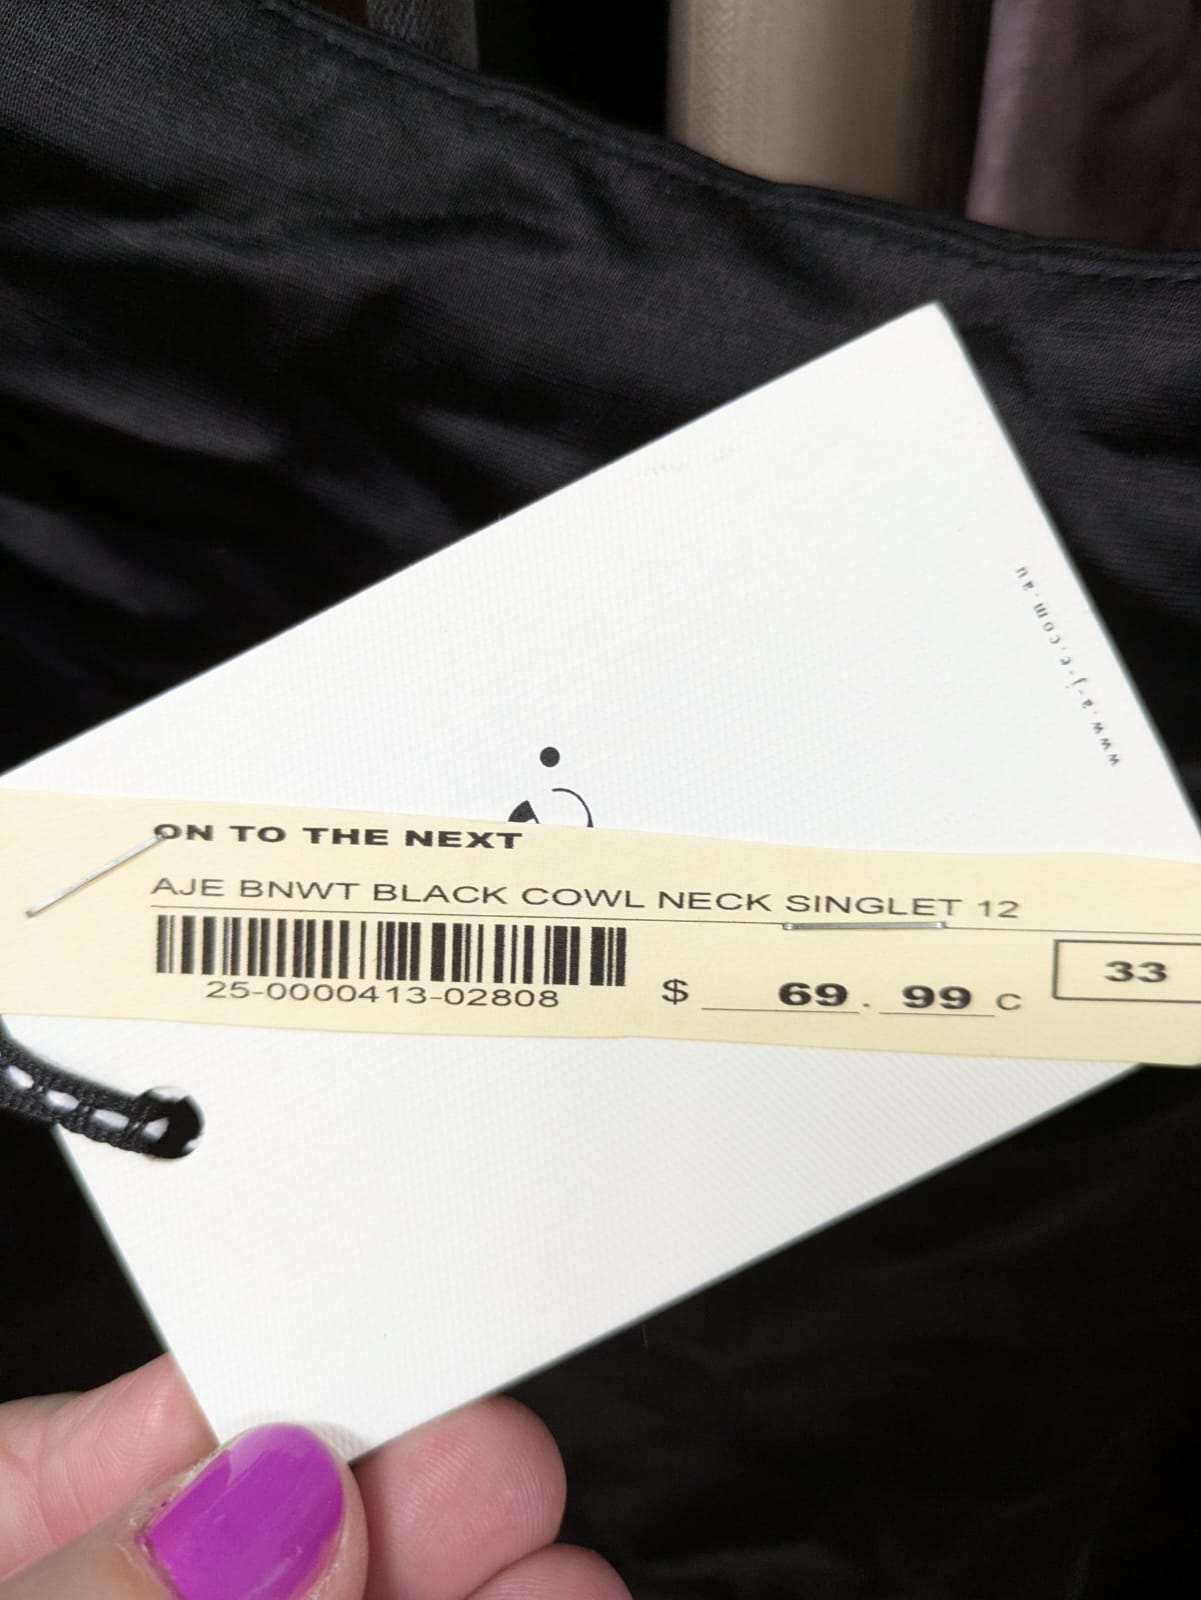 www.a-j-e.com.au
ON TO THE NEXT
AJE BNWT BLACK COWL NECK SINGLET 12
25-0000413-02808
$ 69.99 C
33